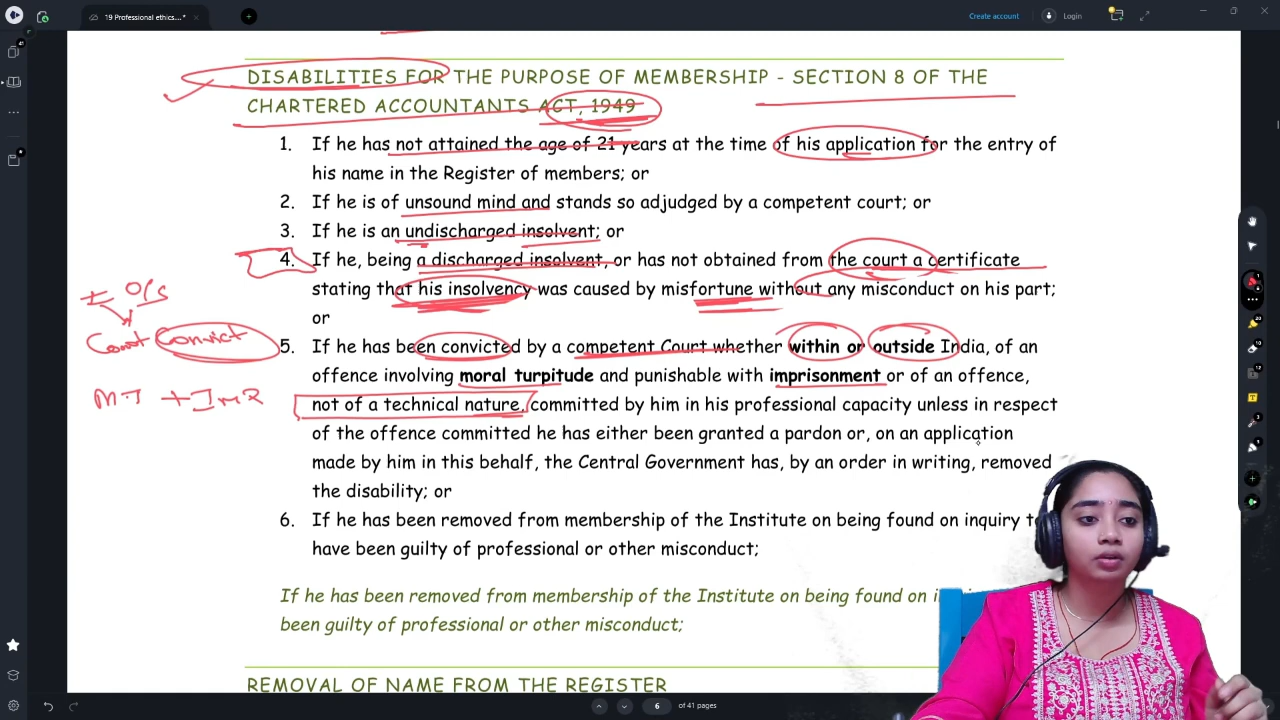 19 Professional ethics....*
Create account
Login
DISABILITIES FOR THE PURPOSE OF MEMBERSHIP - SECTION 8 OF THE
CHARTERED ACCOUNTANTS ACT, 1949
1. If he has not attained the age of 21 years at the time of his application for the entry of
his name in the Register of members; or
2. If he is of unsound mind and stands so adjudged by a competent court; or
3. If he is an undischarged insolvent; or
4. If he, being a discharged insolvent, or has not obtained from the court a certificate
stating that his insolvency was caused by misfortune without any misconduct on his part;
or
I O/S
Court Convict
5. If he has been convicted by a competent Court whether within or outside India, of an
offence involving moral turpitude and punishable with imprisonment or of an offence,
MT + IMP
not of a technical nature, committed by him in his professional capacity unless in respect
of the offence committed he has either been granted a pardon or, on an application
made by him in this behalf, the Central Government has, by an order in writing, removed
the disability; or
6. If he has been removed from membership of the Institute on being found on inquiry
have been guilty of professional or other misconduct;
If he has been removed from membership of the Institute on being found on
been guilty of professional or other misconduct;
REMOVAL OF NAME FROM THE REGISTER
6 of 41 pages